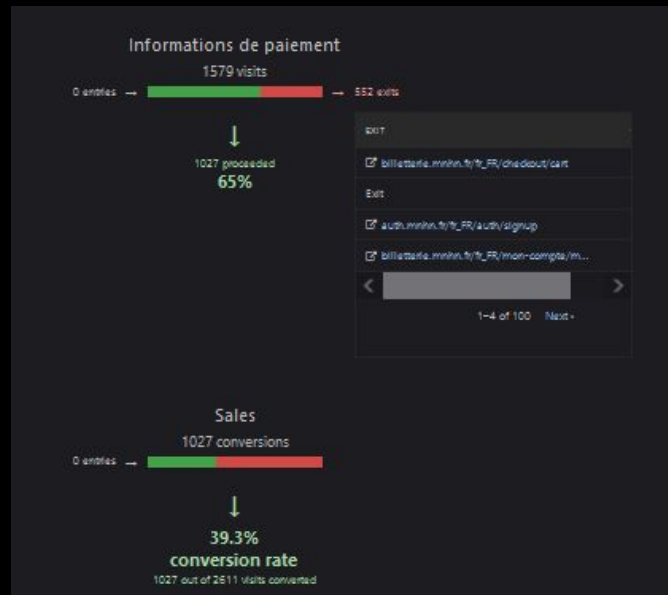 Informations de paiement
1579 visits
0 entries →
→ 552 exits
↓
1027 proceeded
65%
EXIT
billetterie.mnhn.fr/fr_FR/checkout/cart
Exit
auth.mnhn.fr/fr_FR/auth/signup
billetterie.mnhn.fr/fr_FR/mon-compte/m...
1–4 of 100 Next ›
Sales
1027 conversions
0 entries →
↓
39.3%
conversion rate
1027 out of 2611 visits converted